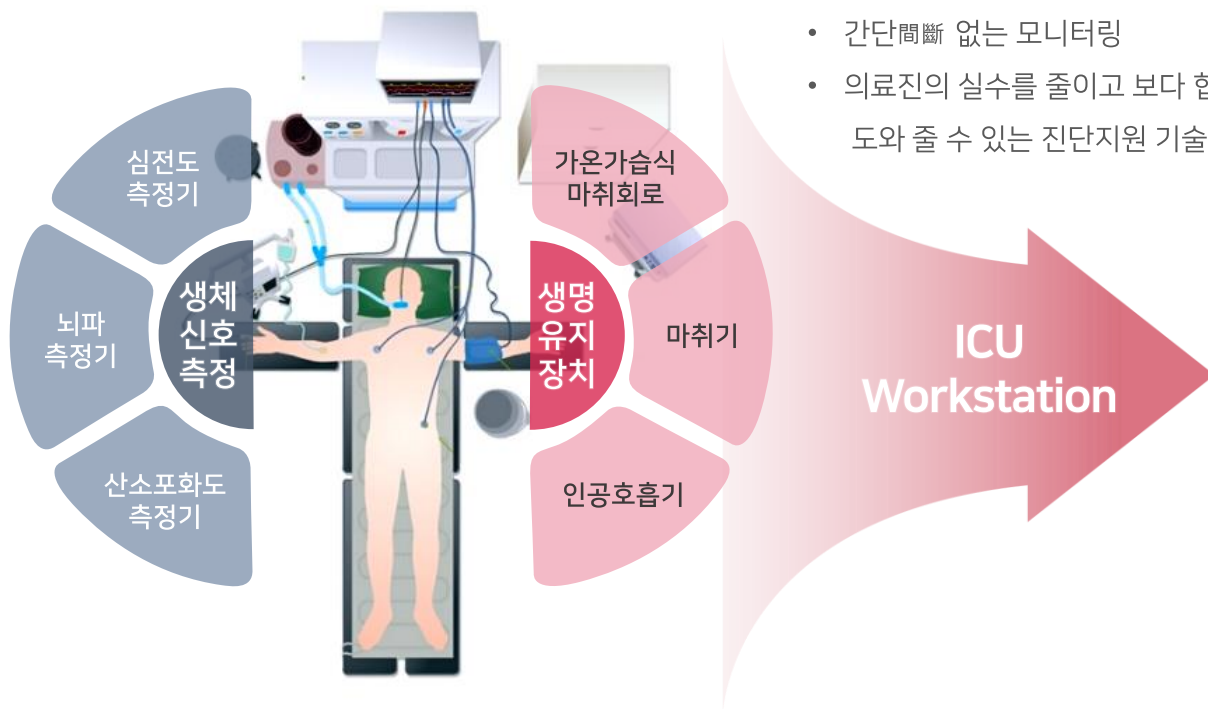 간단間斷 없는 모니터링
의료진의 실수를 줄이고 보다
도와 줄 수 있는 진단지원 기술
심전도
측정기
뇌파
측정기
산소포화도
측정기
생체
신호
측정
가온가습식
마취회로
생명
유지
장치
마취기
인공호흡기
ICU
Workstation